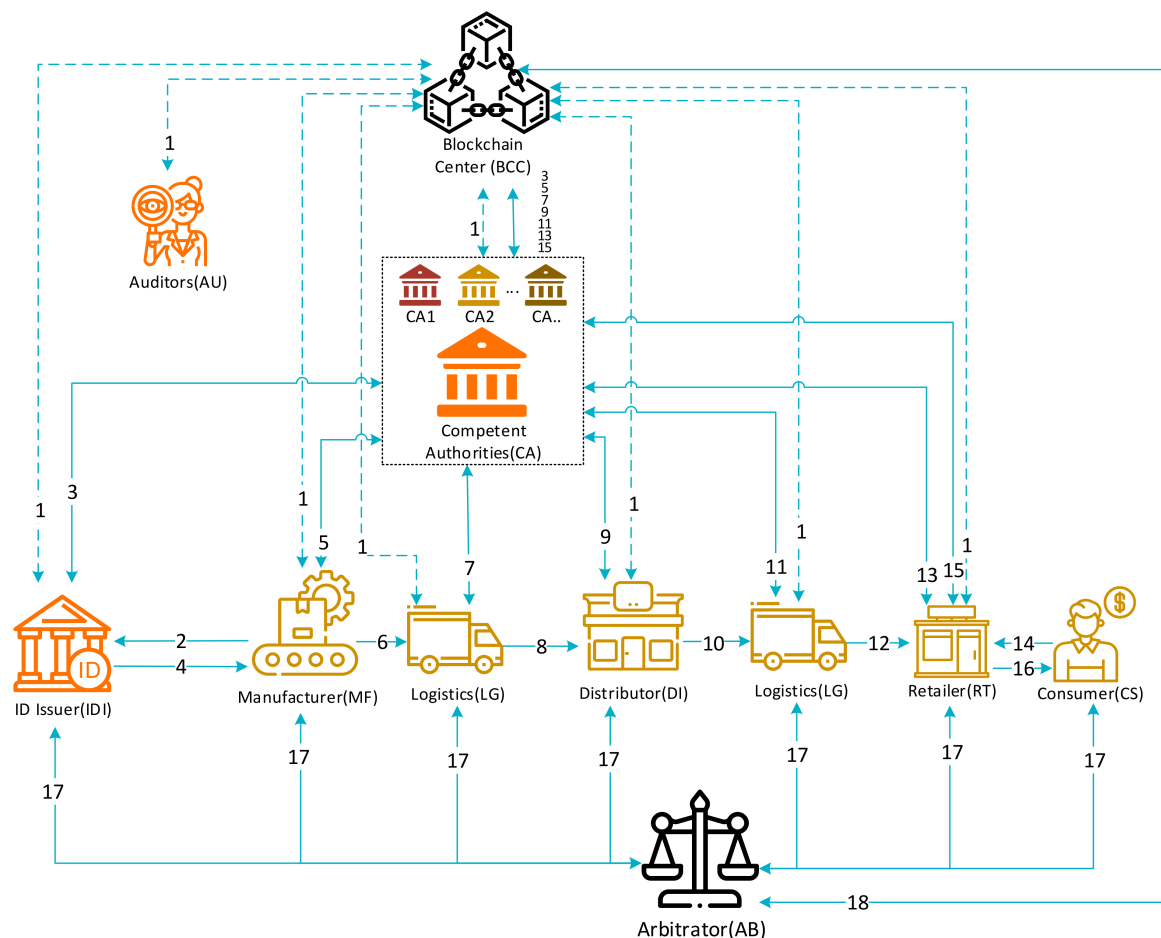 Blockchain
Center (BCC)
1
3
5
7
9
11
13
15
1
Auditors(AU)
CA1
CA2
...
CA..
Competent
Authorities(CA)
3
1
1
5
1
7
9
1
11
1
13
15
1
ID
$
2
4
6
8
10
12
14
16
ID Issuer(IDI)
Manufacturer(MF)
Logistics(LG)
Distributor(DI)
Logistics(LG)
Retailer(RT)
Consumer(CS)
17
17
17
17
17
17
17
18
Arbitrator(AB)